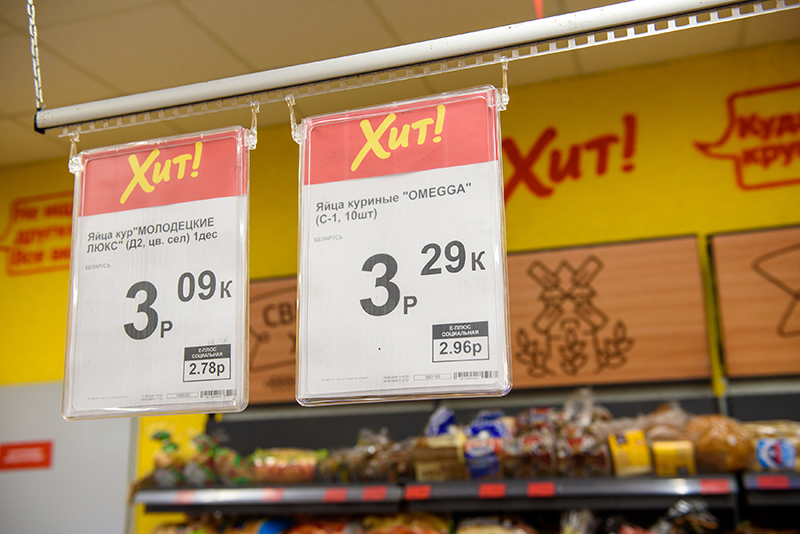 Хит!
Яйца кур"МОЛОДЕЦКИЕ
ЛЮКС" (Д2, цв. сел) 1дес
БЕЛАРУСЬ
3Р 09К
Е-ПЛЮС
СОЦИАЛЬНАЯ
2.78р
Хит!
Яйца куриные "OMEGGA"
(С-1, 10шт)
БЕЛАРУСЬ
3Р 29К
Е-ПЛЮС
СОЦИАЛЬНАЯ
2.96р
Хит!
СВ